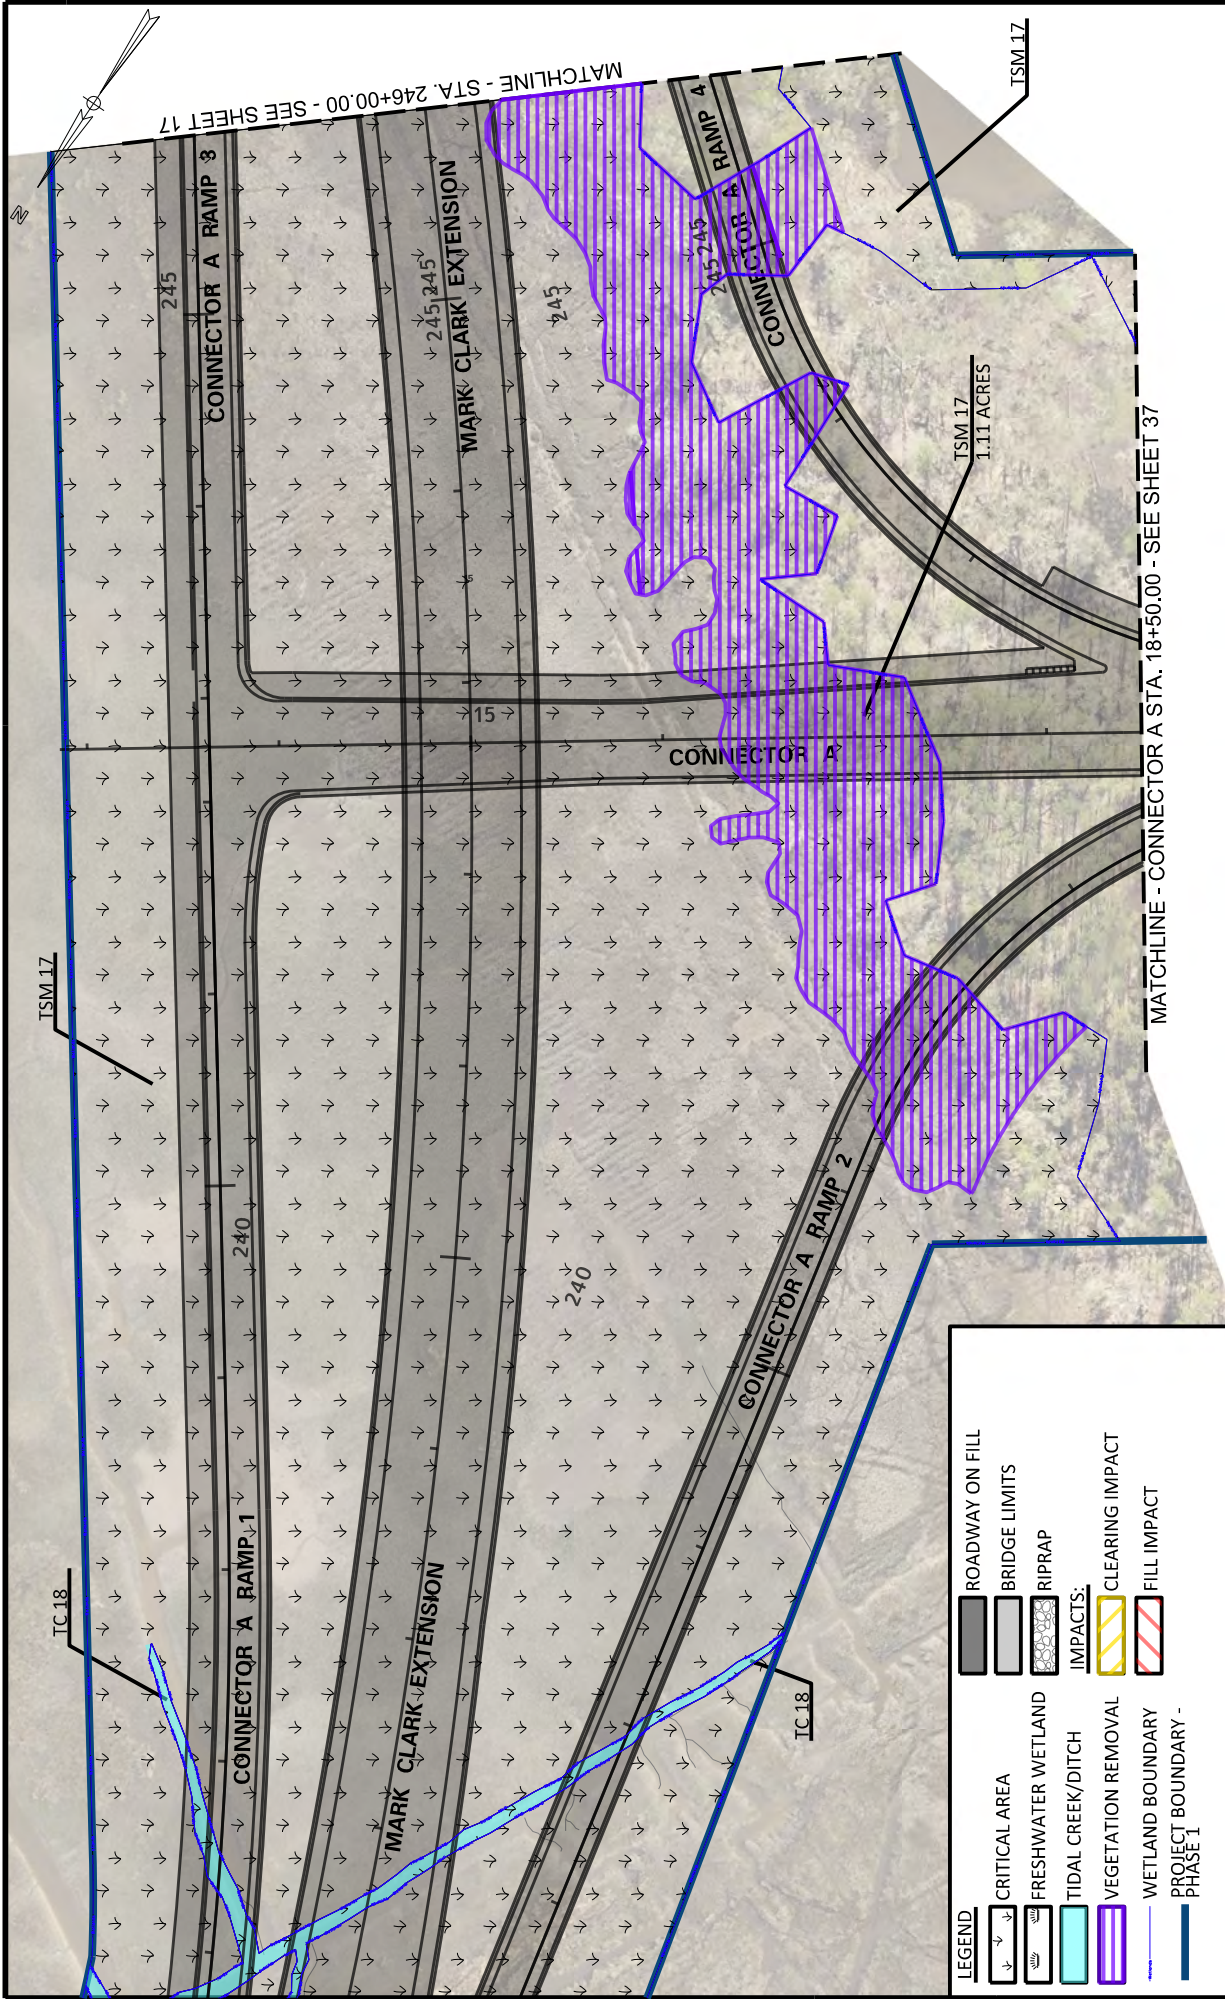 MATCHLINE - STA. 246+00.00 - SEE SHEET 17
N
TSM 17
CONNECTOR A RAMP 3
245
MARK CLARK EXTENSION
245
245
245
CONNECTOR A RAMP 4
245
245
TSM 17
1.11 ACRES
15
CONNECTOR A
MATCHLINE - CONNECTOR A STA. 18+50.00 - SEE SHEET 37
TSM 17
240
240
CONNECTOR A RAMP 2
TC 18
CONNECTOR A RAMP 1
MARK CLARK EXTENSION
TC 18
LEGEND
CRITICAL AREA
FRESHWATER WETLAND
TIDAL CREEK/DITCH
VEGETATION REMOVAL
WETLAND BOUNDARY
PROJECT BOUNDARY -
PHASE 1
ROADWAY ON FILL
BRIDGE LIMITS
RIPRAP
IMPACTS:
CLEARING IMPACT
FILL IMPACT